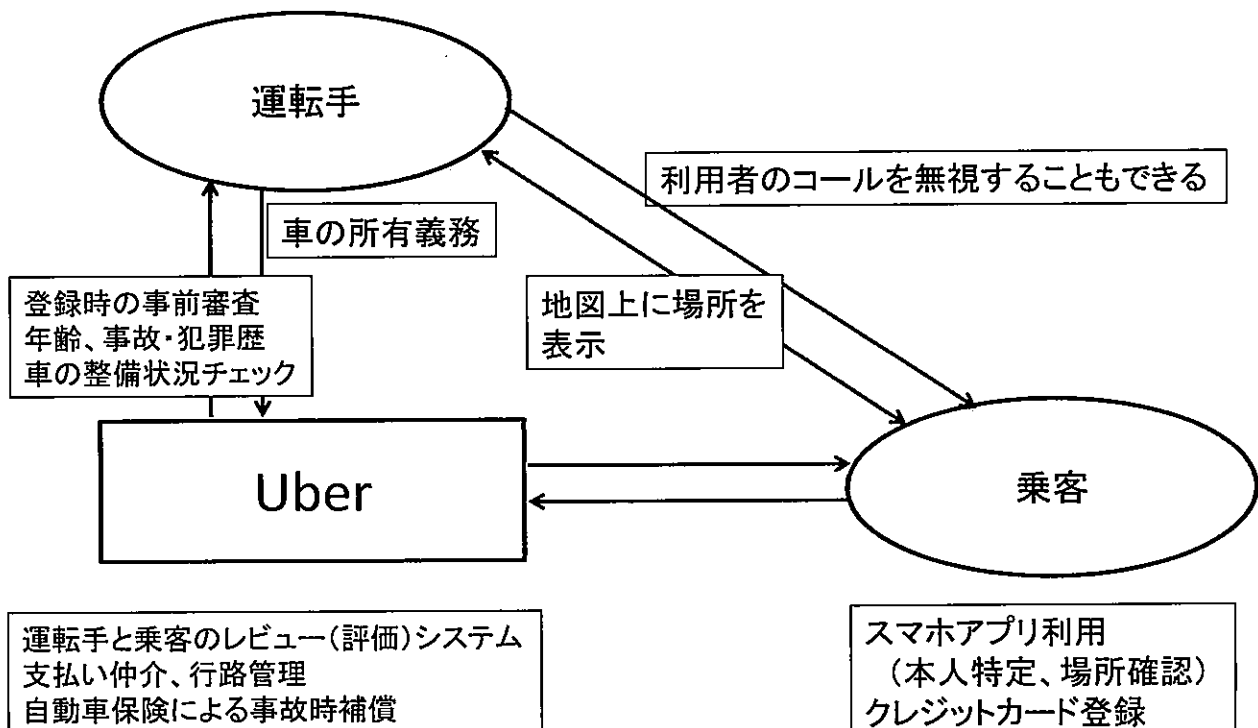 運転手
利用者のコールを無視することもできる
車の所有義務
登録時の事前審査
年齢、事故・犯罪歴
車の整備状況チェック
地図上に場所を
表示
Uber
乗客
運転手と乗客のレビュー(評価)システム
支払い仲介、行路管理
自動車保険による事故時補償
スマホアプリ利用
(本人特定、場所確認)
クレジットカード登録